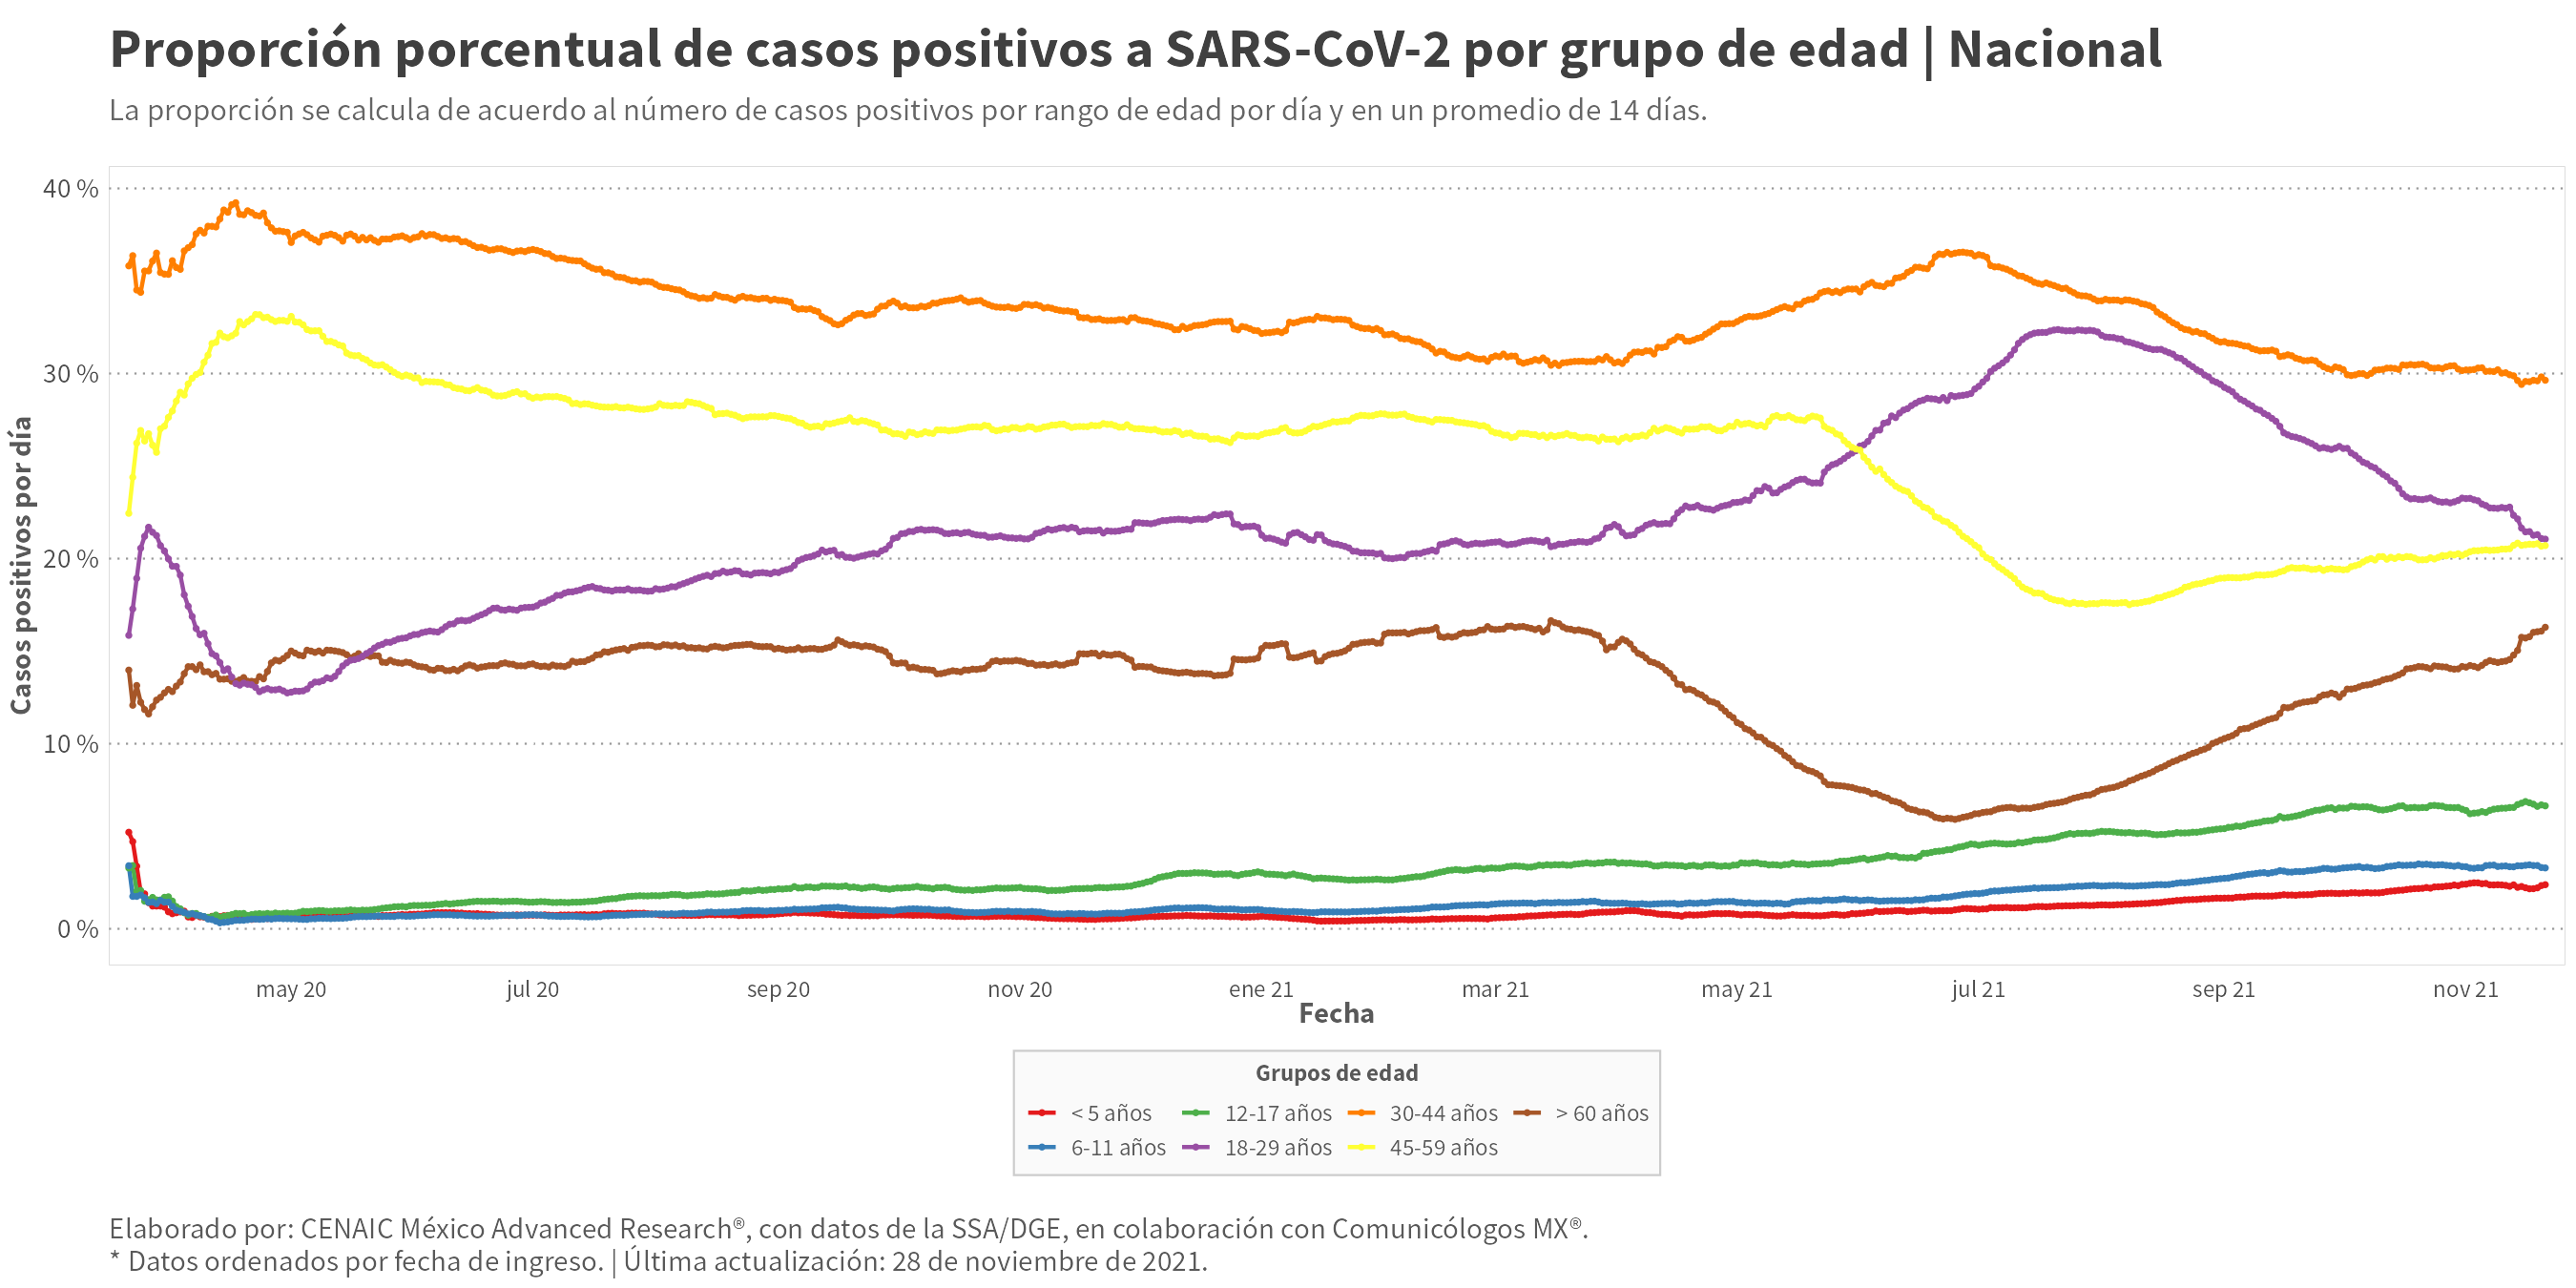 Proporción porcentual de casos positivos a SARS-CoV-2 por grupo de edad | Nacional
La proporción se calcula de acuerdo al número de casos positivos por rango de edad por día y en un promedio de 14 días.
Casos positivos por día
40 %
30 %
20 %
10 %
0 %
may 20 jul 20 sep 20 nov 20 ene 21 mar 21 may 21 jul 21 sep 21 nov 21
Fecha
Grupos de edad
< 5 años 12-17 años 30-44 años > 60 años
6-11 años 18-29 años 45-59 años
Elaborado por: CENAIC México Advanced Research®, con datos de la SSA/DGE, en colaboración con Comunicólogos MX®.
* Datos ordenados por fecha de ingreso. | Última actualización: 28 de noviembre de 2021.